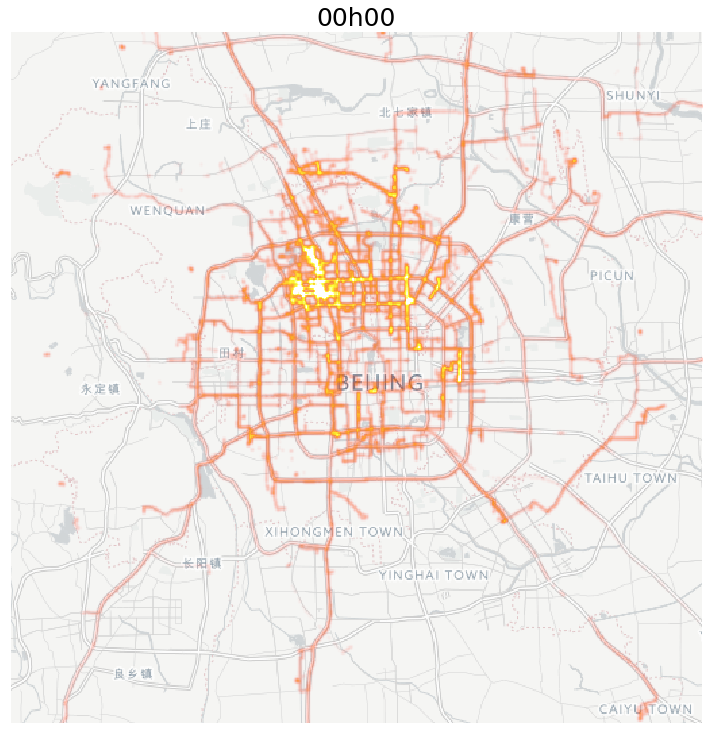 00h00
YANGFANG
SHUNYI
北七家镇
上庄
WENQUAN
康营
PICUN
田村
BEIJING
永定镇
TAIHU TOWN
XIHONGMEN TOWN
长阳镇
YINGHAI TOWN
良乡镇
CAIYU TOWN